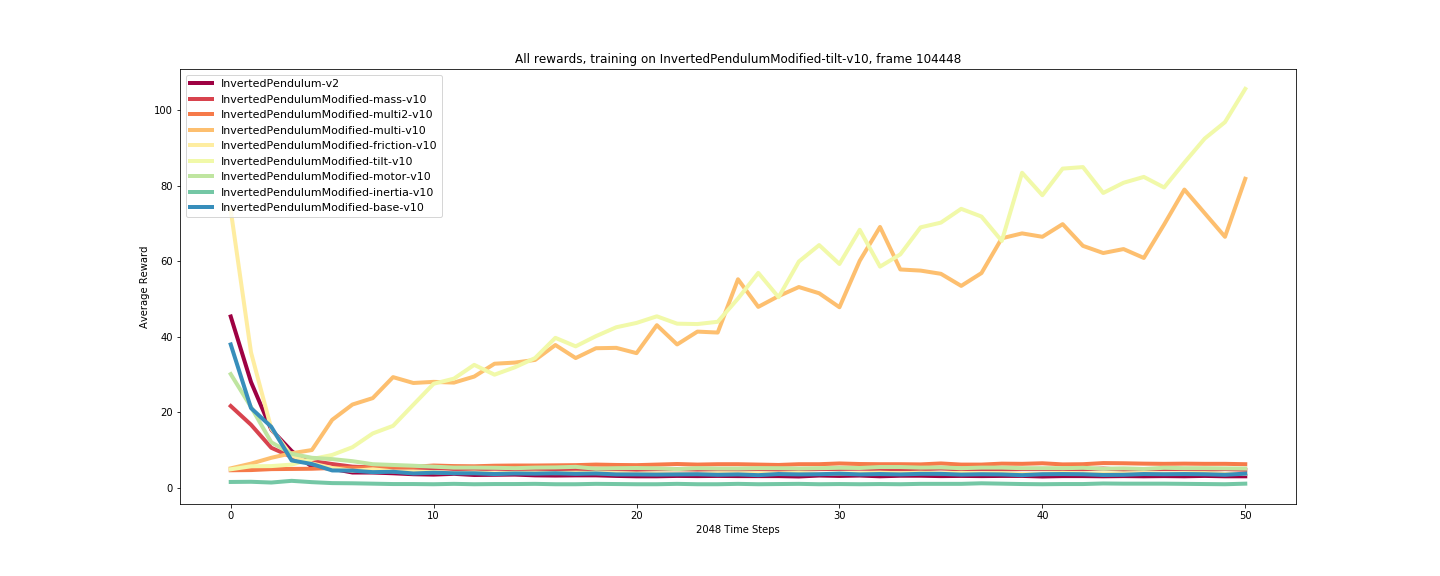 All rewards, training on InvertedPendulumModified-tilt-v10, frame 104448
InvertedPendulum-v2
InvertedPendulumModified-mass-v10
InvertedPendulumModified-multi2-v10
InvertedPendulumModified-multi-v10
InvertedPendulumModified-friction-v10
InvertedPendulumModified-tilt-v10
InvertedPendulumModified-motor-v10
InvertedPendulumModified-inertia-v10
InvertedPendulumModified-base-v10
Average Reward
100
80
60
40
20
0
0 10 20 30 40 50
2048 Time Steps